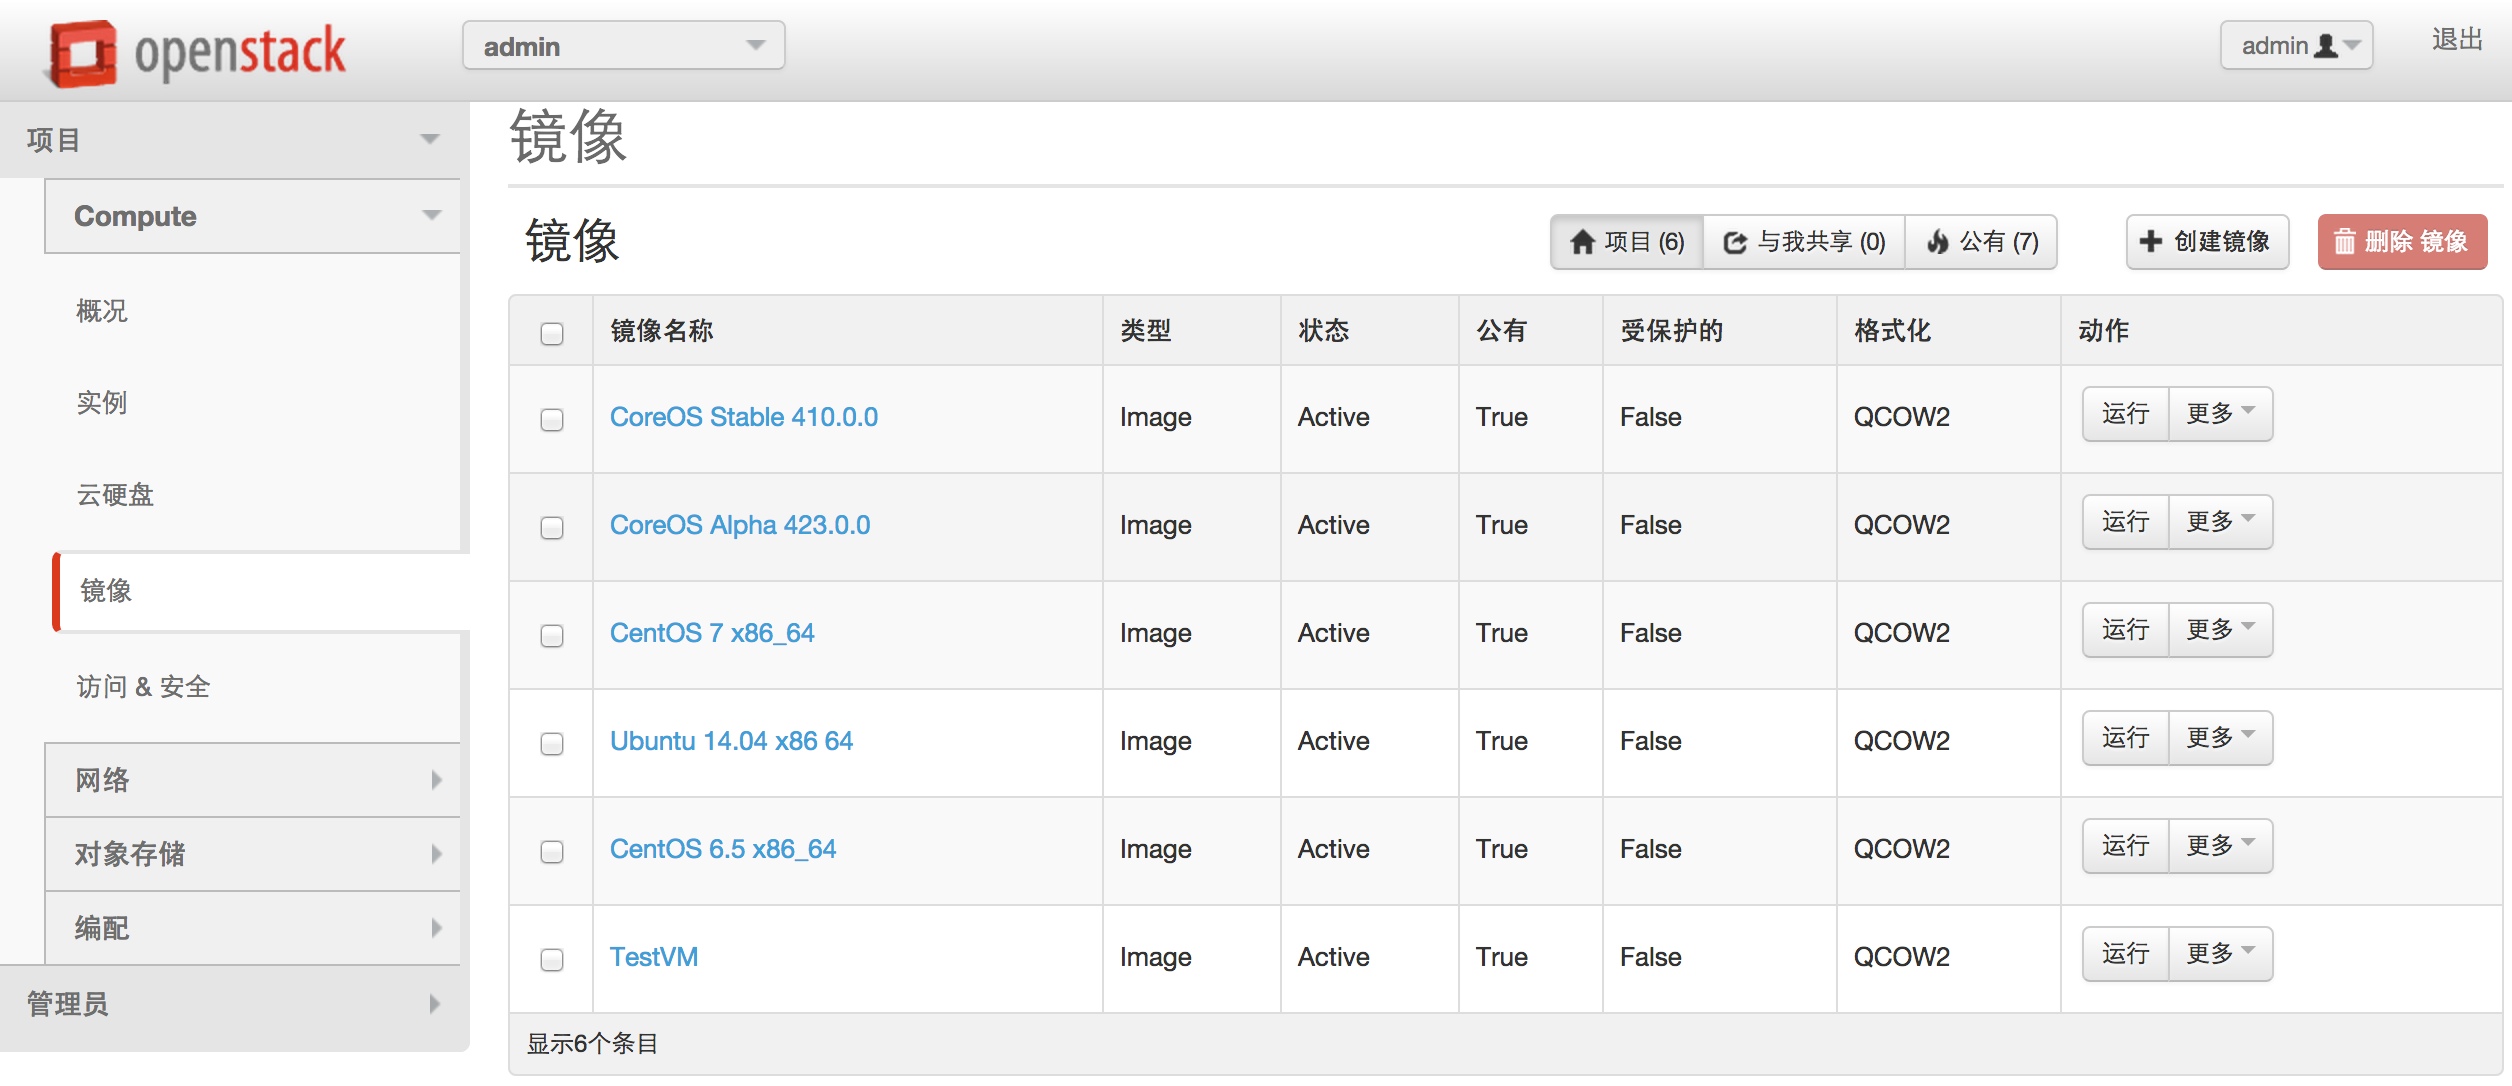 openstack
admin
admin
退出
项目
Compute
概况
实例
云硬盘
镜像
访问 & 安全
网络
对象存储
编配
管理员
镜像
镜像
项目 (6)
与我共享 (0)
公有 (7)
创建镜像
删除 镜像
镜像名称 类型 状态 公有 受保护的 格式化 动作
CoreOS Stable 410.0.0 Image Active True False QCOW2 运行 更多
CoreOS Alpha 423.0.0 Image Active True False QCOW2 运行 更多
CentOS 7 x86_64 Image Active True False QCOW2 运行 更多
Ubuntu 14.04 x86 64 Image Active True False QCOW2 运行 更多
CentOS 6.5 x86_64 Image Active True False QCOW2 运行 更多
TestVM Image Active True False QCOW2 运行 更多
显示6个条目